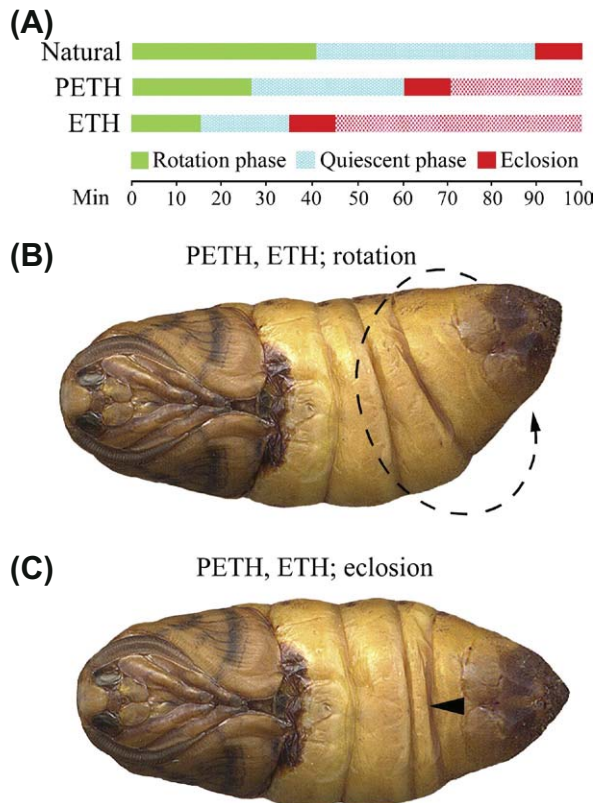 (A)
Natural
PETH
ETH
Rotation phase Quiescent phase Eclosion
Min 0 10 20 30 40 50 60 70 80 90 100
(B)
PETH, ETH; rotation
(C)
PETH, ETH; eclosion